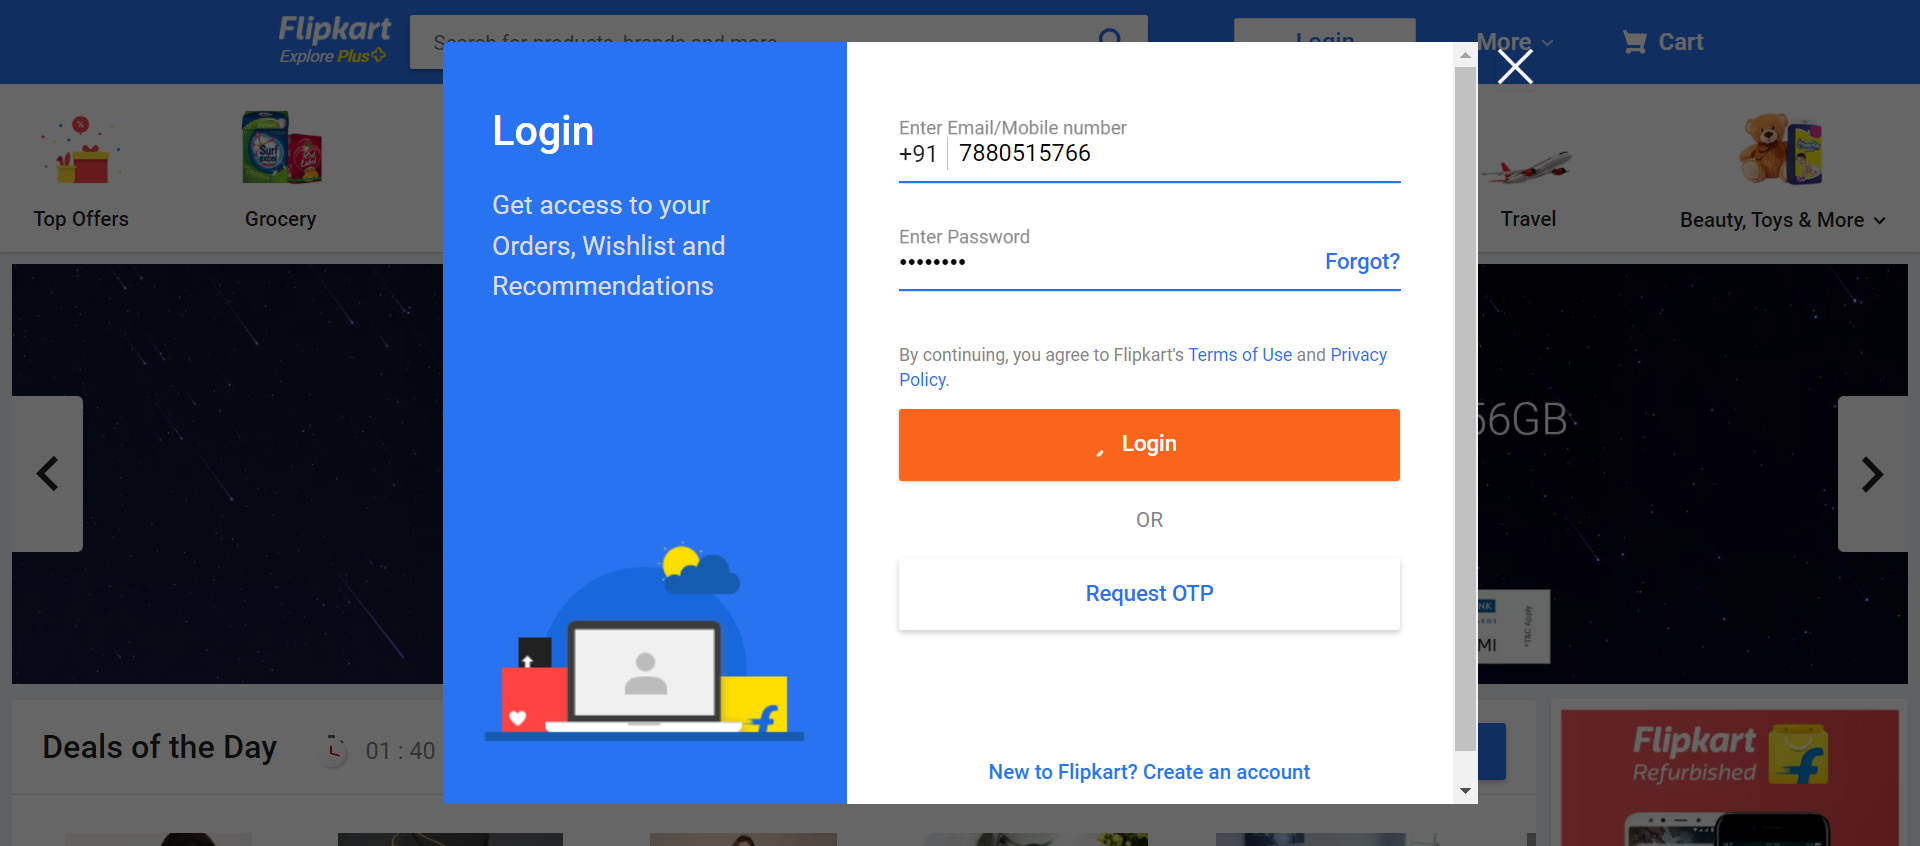 Flipkart
Explore Plus
Search for products, brands and more
Login
More
Cart
Top Offers
Grocery
Travel
Beauty, Toys & More
Login
Get access to your
Orders, Wishlist and
Recommendations
Enter Email/Mobile number
+91 7880515766
Enter Password
••••••••
Forgot?
By continuing, you agree to Flipkart's Terms of Use and Privacy
Policy.
Login
OR
Request OTP
New to Flipkart? Create an account
56GB
*T&C Apply
MI
Deals of the Day
01 : 40
Flipkart
Refurbished
Surf
excel